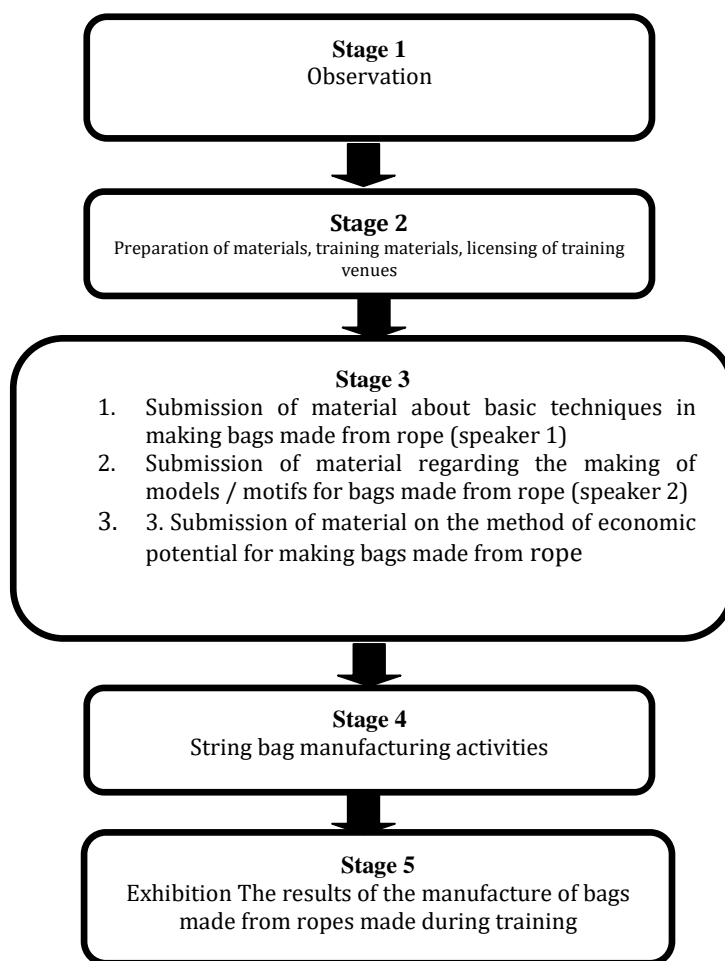 Stage 1
Observation
Stage 2
Preparation of materials, training materials, licensing of training
venues
Stage 3
1. Submission of material about basic techniques in
making bags made from rope (speaker 1)
2. Submission of material regarding the making of
models / motifs for bags made from rope (speaker 2)
3. 3. Submission of material on the method of economic
potential for making bags made from rope
Stage 4
String bag manufacturing activities
Stage 5
Exhibition The results of the manufacture of bags
made from ropes made during training